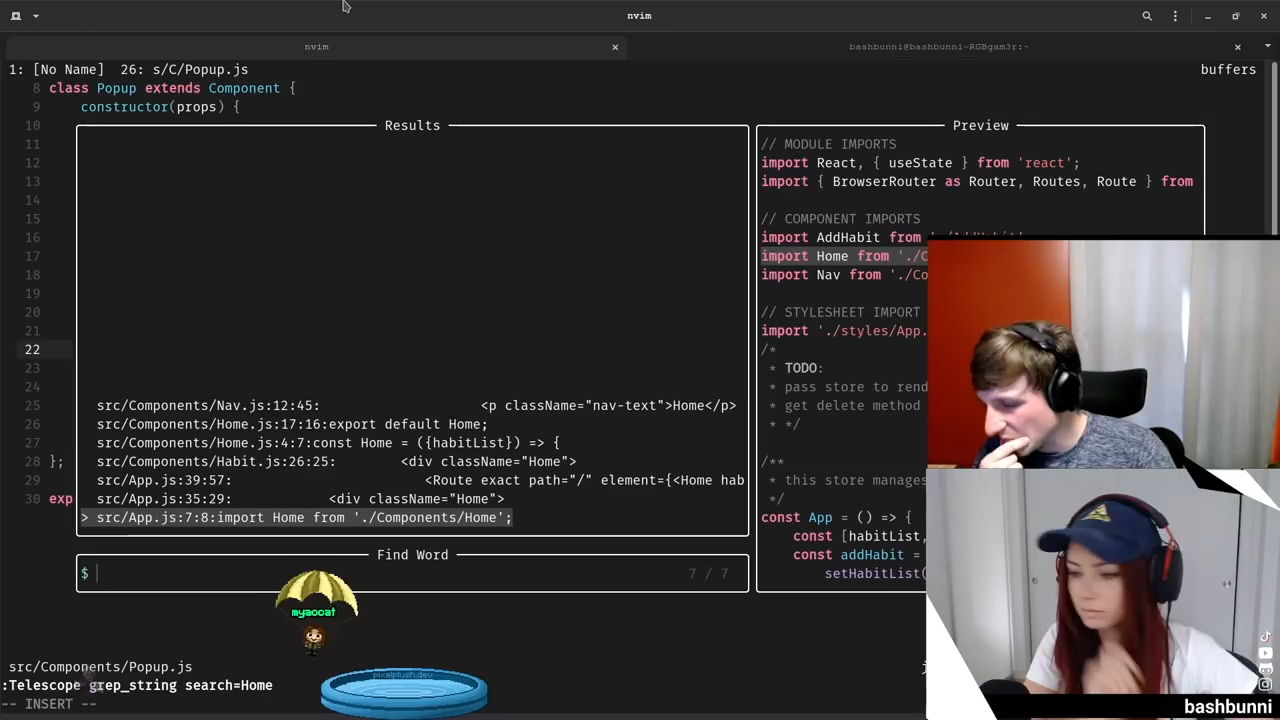 nvim
nvim
bashbunni@bashbunni-RGBgam3r:~
1: [No Name]  26: s/C/Popup.js
buffers
8 class Popup extends Component {
9     constructor(props) {
10
11
12
13
14
15
16
17
18
19
20
21
22
23
24
25
26
27
28 };
29
30 exp
Results
src/Components/Nav.js:12:45:                     <p className="nav-text">Home</p>
src/Components/Home.js:17:16:export default Home;
src/Components/Home.js:4:7:const Home = ({habitList}) => {
src/Components/Habit.js:26:25:        <div className="Home">
src/App.js:39:57:                        <Route exact path="/" element={<Home hab
src/App.js:35:29:            <div className="Home">
> src/App.js:7:8:import Home from './Components/Home';
Find Word
$
7 / 7
Preview
// MODULE IMPORTS
import React, { useState } from 'react';
import { BrowserRouter as Router, Routes, Route } from
// COMPONENT IMPORTS
import AddHabit from './AddHabit';
import Home from './C
import Nav from './Co
// STYLESHEET IMPORT
import './styles/App.
/*
* TODO:
* pass store to rend
* get delete method
* */
/**
* this store manages
*/
const App = () => {
const [habitList,
const addHabit =
setHabitList(
myaocat
pixelplush.dev
src/Components/Popup.js
:Telescope grep_string search=Home
-- INSERT --
bashbunni